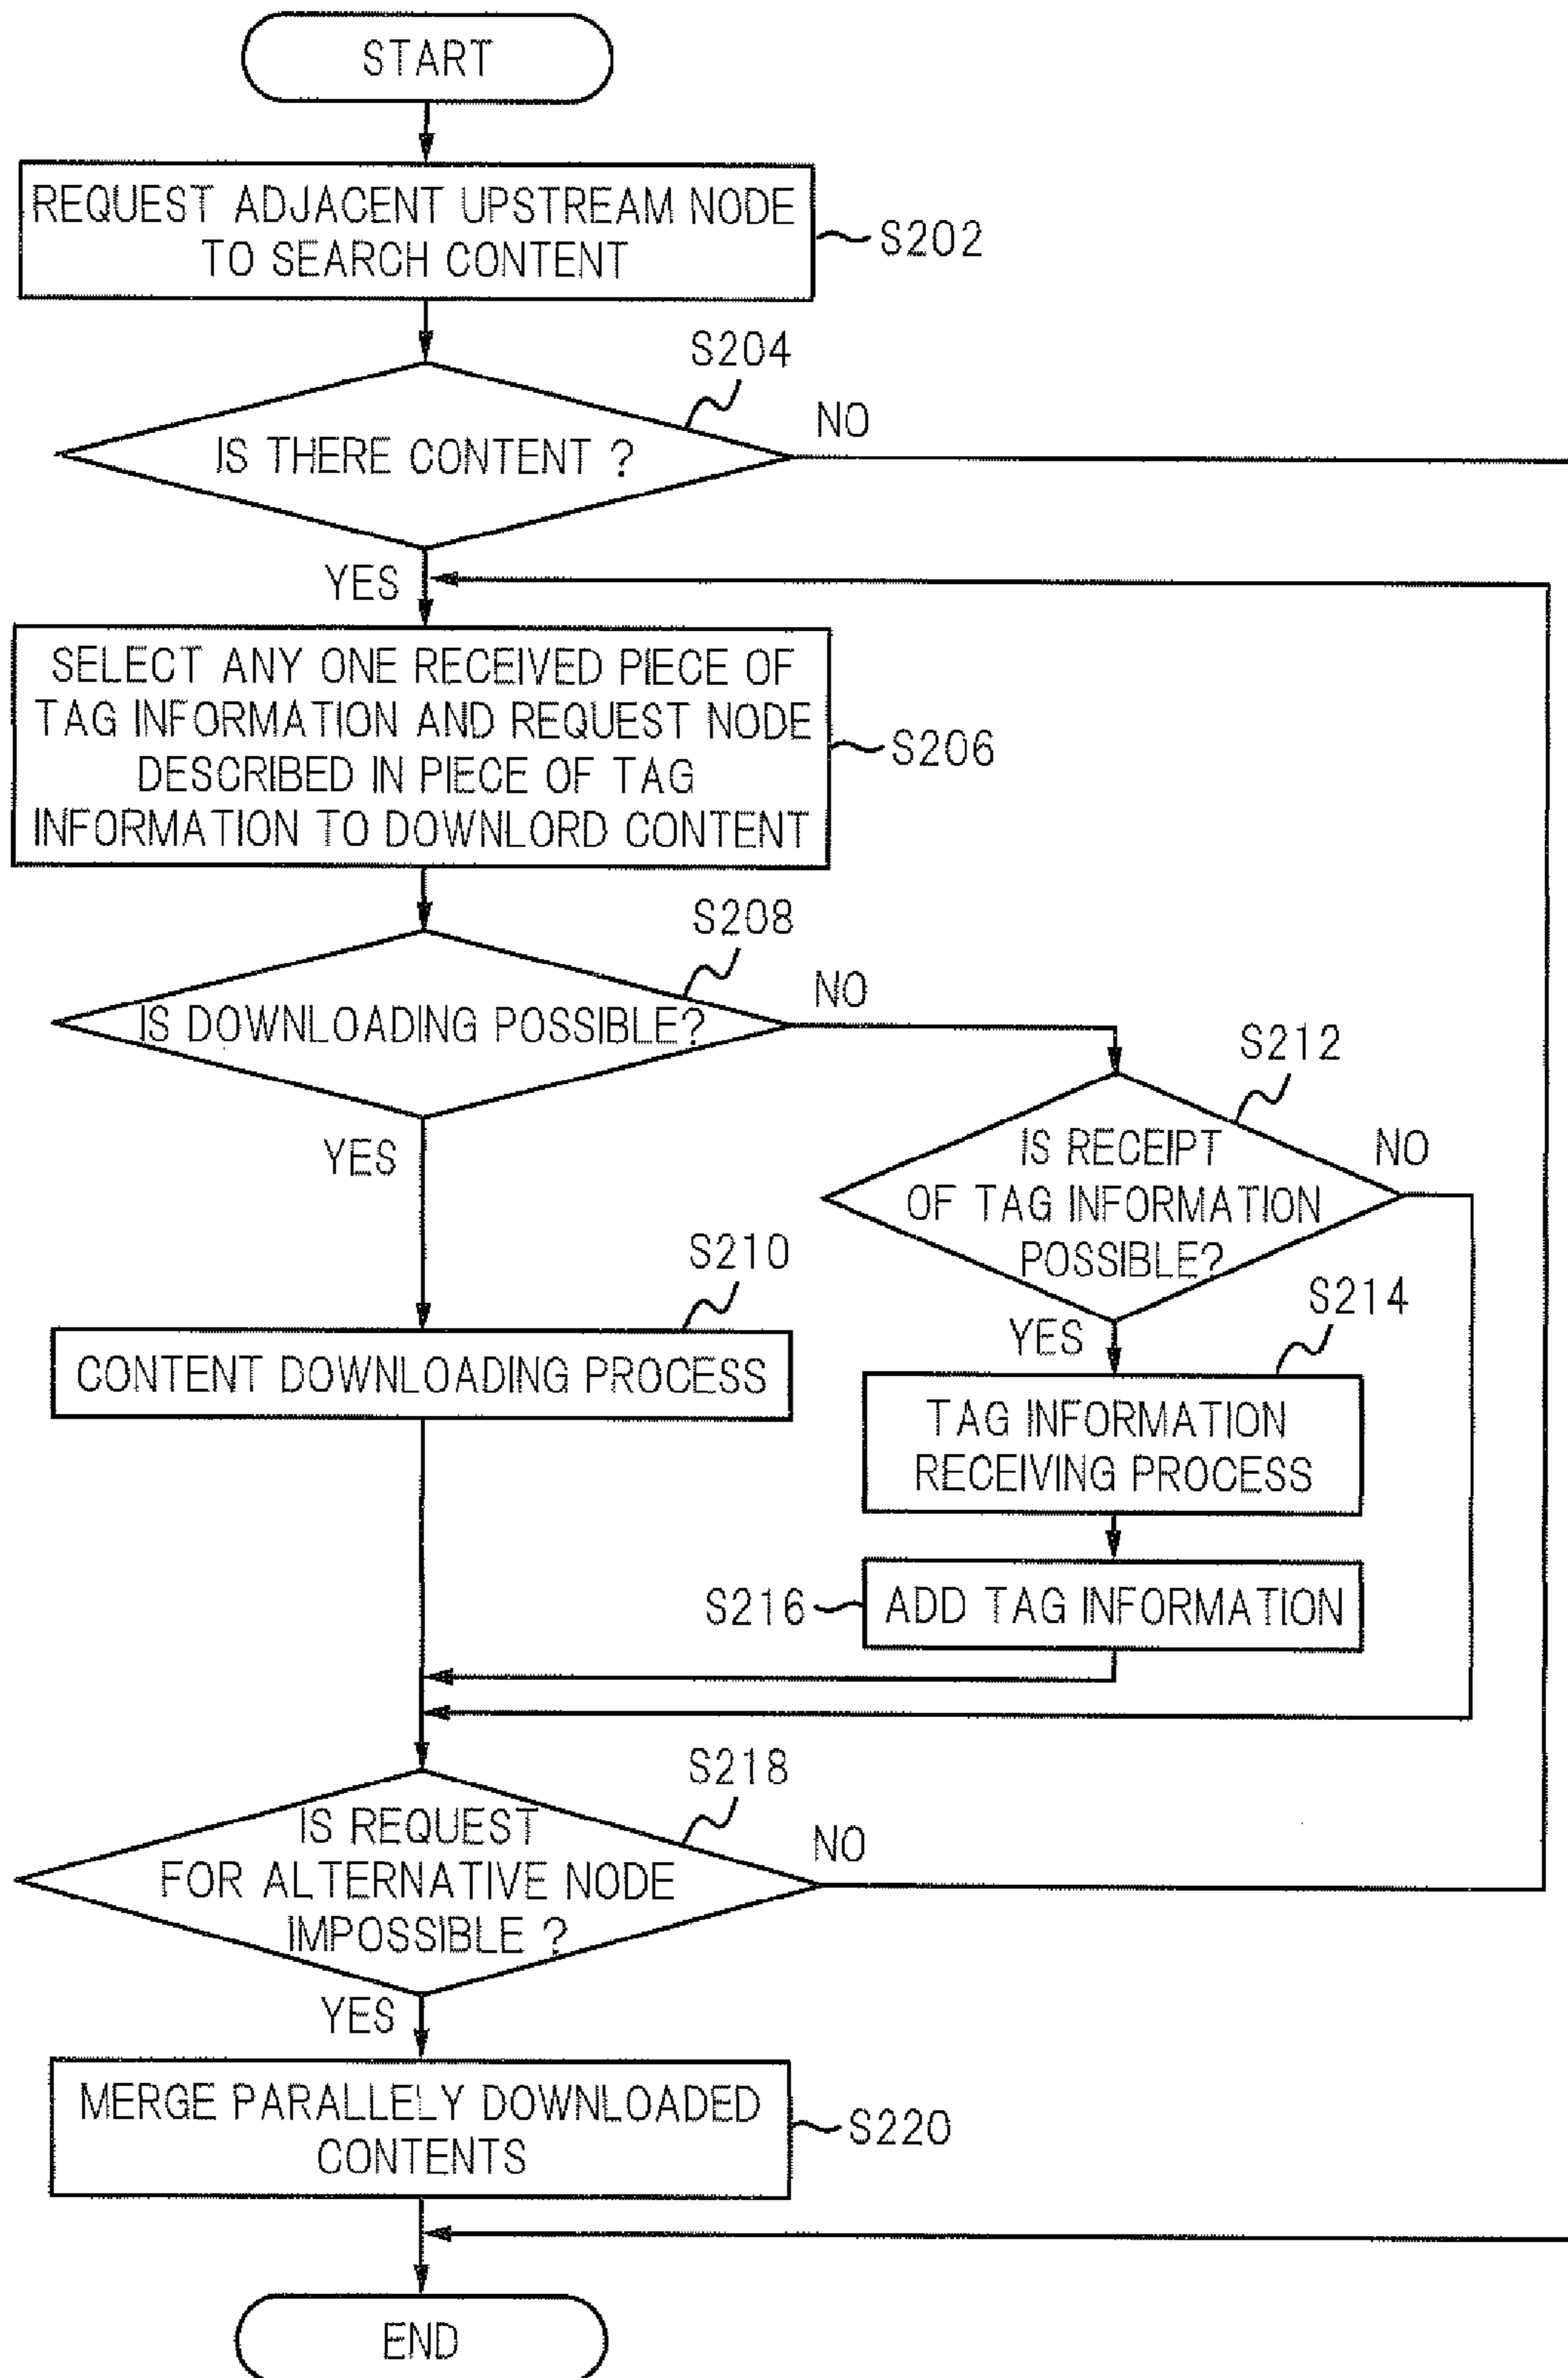 START
REQUEST ADJACENT UPSTREAM NODE
TO SEARCH CONTENT
S202
S204
IS THERE CONTENT ?
NO
YES
SELECT ANY ONE RECEIVED PIECE OF
TAG INFORMATION AND REQUEST NODE
DESCRIBED IN PIECE OF TAG
INFORMATION TO DOWNLORD CONTENT
S206
S208
IS DOWNLOADING POSSIBLE?
NO
YES
S212
IS RECEIPT
OF TAG INFORMATION
POSSIBLE?
NO
YES
S210
CONTENT DOWNLOADING PROCESS
S214
TAG INFORMATION
RECEIVING PROCESS
S216
ADD TAG INFORMATION
S218
IS REQUEST
FOR ALTERNATIVE NODE
IMPOSSIBLE ?
NO
YES
MERGE PARALLELY DOWNLOADED
CONTENTS
S220
END